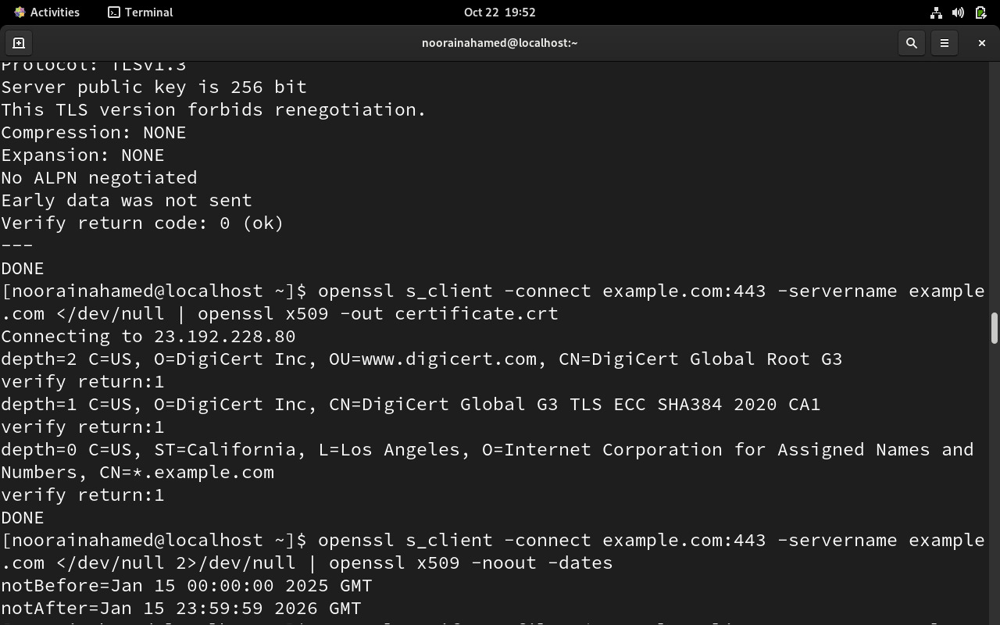 Activities Terminal Oct 22 19:52
noorainahamed@localhost:~
Protocol: TLSv1.3
Server public key is 256 bit
This TLS version forbids renegotiation.
Compression: NONE
Expansion: NONE
No ALPN negotiated
Early data was not sent
Verify return code: 0 (ok)
---
DONE
[noorainahamed@localhost ~]$ openssl s_client -connect example.com:443 -servername example
.com </dev/null | openssl x509 -out certificate.crt
Connecting to 23.192.228.80
depth=2 C=US, O=DigiCert Inc, OU=www.digicert.com, CN=DigiCert Global Root G3
verify return:1
depth=1 C=US, O=DigiCert Inc, CN=DigiCert Global G3 TLS ECC SHA384 2020 CA1
verify return:1
depth=0 C=US, ST=California, L=Los Angeles, O=Internet Corporation for Assigned Names and
Numbers, CN=*.example.com
verify return:1
DONE
[noorainahamed@localhost ~]$ openssl s_client -connect example.com:443 -servername example
.com </dev/null 2>/dev/null | openssl x509 -noout -dates
notBefore=Jan 15 00:00:00 2025 GMT
notAfter=Jan 15 23:59:59 2026 GMT